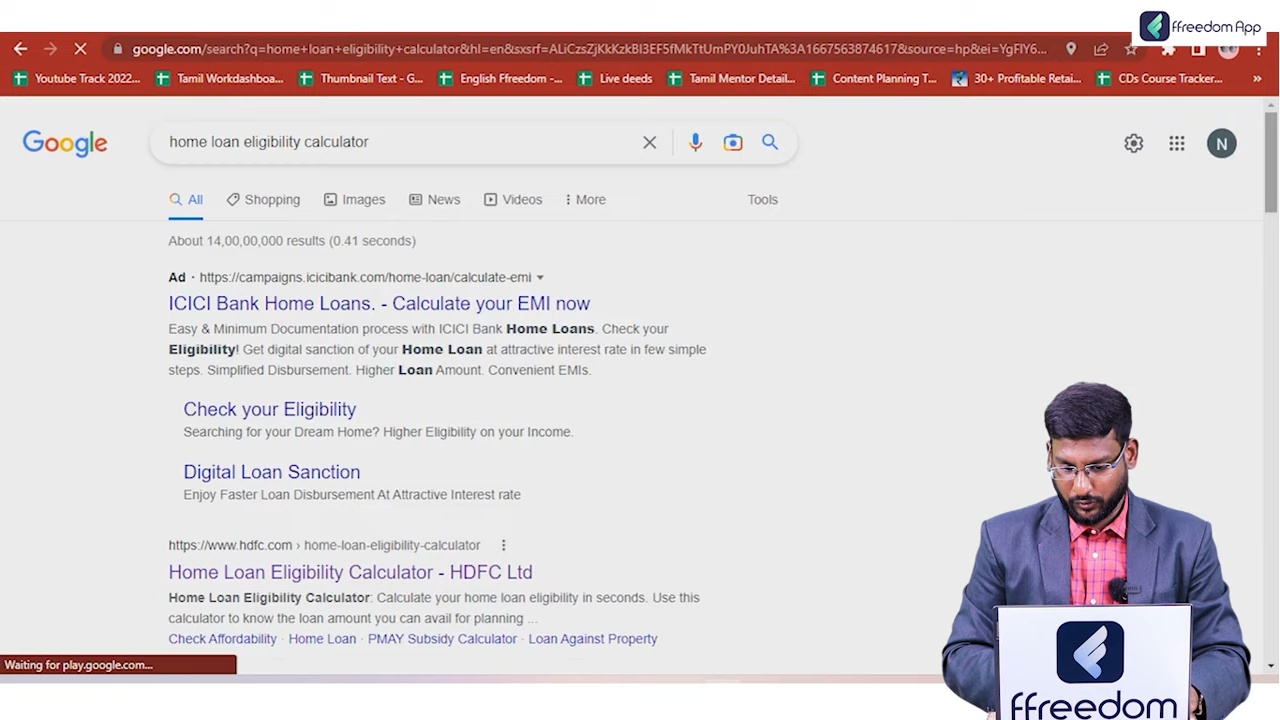 ffreedom App
google.com/search?q=home+loan+eligibility+calculator&hl=en&sxsrf=ALiCzsZjKkKzkBI3EF5fMkTtUmPY0JuhTA%3A1667563874617&source=hp&ei=YgFlY6...
Youtube Track 2022... Tamil Workdashboa... Thumbnail Text - G... English Ffreedom -... Live deeds Tamil Mentor Detail... Content Planning T... 30+ Profitable Retai... CDs Course Tracker... »
Google home loan eligibility calculator N
All Shopping Images News Videos More Tools
About 14,00,00,000 results (0.41 seconds)
Ad · https://campaigns.icicibank.com/home-loan/calculate-emi
ICICI Bank Home Loans. - Calculate your EMI now
Easy & Minimum Documentation process with ICICI Bank Home Loans. Check your
Eligibility! Get digital sanction of your Home Loan at attractive interest rate in few simple
steps. Simplified Disbursement. Higher Loan Amount. Convenient EMIs.
Check your Eligibility
Searching for your Dream Home? Higher Eligibility on your Income.
Digital Loan Sanction
Enjoy Faster Loan Disbursement At Attractive Interest rate
https://www.hdfc.com › home-loan-eligibility-calculator
Home Loan Eligibility Calculator - HDFC Ltd
Home Loan Eligibility Calculator: Calculate your home loan eligibility in seconds. Use this
calculator to know the loan amount you can avail for planning ...
Check Affordability · Home Loan · PMAY Subsidy Calculator · Loan Against Property
Waiting for play.google.com...
ffreedom